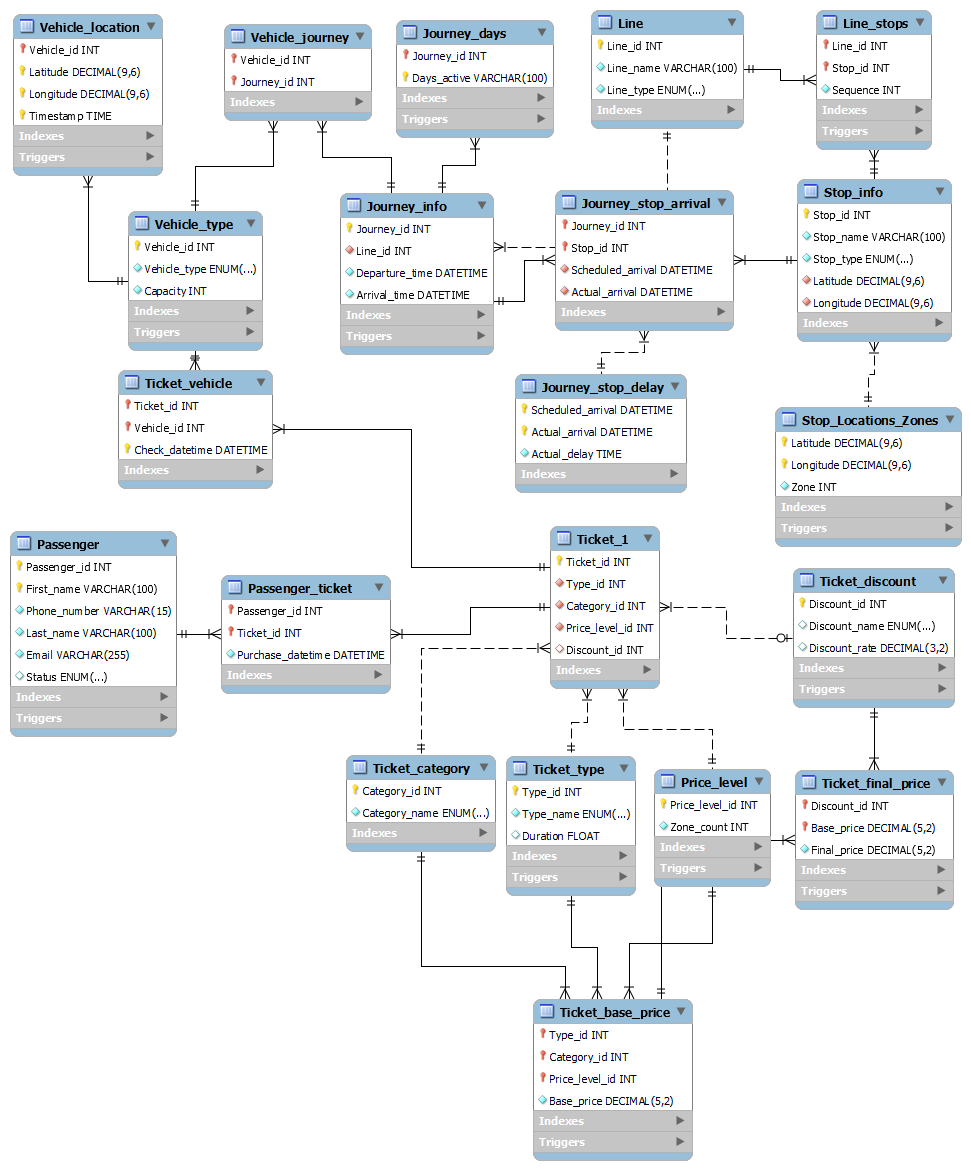 Vehicle_location
Vehicle_id INT
Latitude DECIMAL(9,6)
Longitude DECIMAL(9,6)
Timestamp TIME
Indexes
Triggers
Vehicle_journey
Vehicle_id INT
Journey_id INT
Indexes
Journey_days
Journey_id INT
Days_active VARCHAR(100)
Indexes
Triggers
Line
Line_id INT
Line_name VARCHAR(100)
Line_type ENUM(...)
Indexes
Line_stops
Line_id INT
Stop_id INT
Sequence INT
Indexes
Triggers
Vehicle_type
Vehicle_id INT
Vehicle_type ENUM(...)
Capacity INT
Indexes
Triggers
Journey_info
Journey_id INT
Line_id INT
Departure_time DATETIME
Arrival_time DATETIME
Indexes
Triggers
Journey_stop_arrival
Journey_id INT
Stop_id INT
Scheduled_arrival DATETIME
Actual_arrival DATETIME
Indexes
Stop_info
Stop_id INT
Stop_name VARCHAR(100)
Stop_type ENUM(...)
Latitude DECIMAL(9,6)
Longitude DECIMAL(9,6)
Indexes
Ticket_vehicle
Ticket_id INT
Vehicle_id INT
Check_datetime DATETIME
Indexes
Journey_stop_delay
Scheduled_arrival DATETIME
Actual_arrival DATETIME
Actual_delay TIME
Indexes
Stop_Locations_Zones
Latitude DECIMAL(9,6)
Longitude DECIMAL(9,6)
Zone INT
Indexes
Triggers
Passenger
Passenger_id INT
First_name VARCHAR(100)
Phone_number VARCHAR(15)
Last_name VARCHAR(100)
Email VARCHAR(255)
Status ENUM(...)
Indexes
Triggers
Passenger_ticket
Passenger_id INT
Ticket_id INT
Purchase_datetime DATETIME
Indexes
Ticket_1
Ticket_id INT
Type_id INT
Category_id INT
Price_level_id INT
Discount_id INT
Indexes
Ticket_discount
Discount_id INT
Discount_name ENUM(...)
Discount_rate DECIMAL(3,2)
Indexes
Triggers
Ticket_category
Category_id INT
Category_name ENUM(...)
Indexes
Ticket_type
Type_id INT
Type_name ENUM(...)
Duration FLOAT
Indexes
Triggers
Price_level
Price_level_id INT
Zone_count INT
Indexes
Triggers
Ticket_final_price
Discount_id INT
Base_price DECIMAL(5,2)
Final_price DECIMAL(5,2)
Indexes
Triggers
Ticket_base_price
Type_id INT
Category_id INT
Price_level_id INT
Base_price DECIMAL(5,2)
Indexes
Triggers